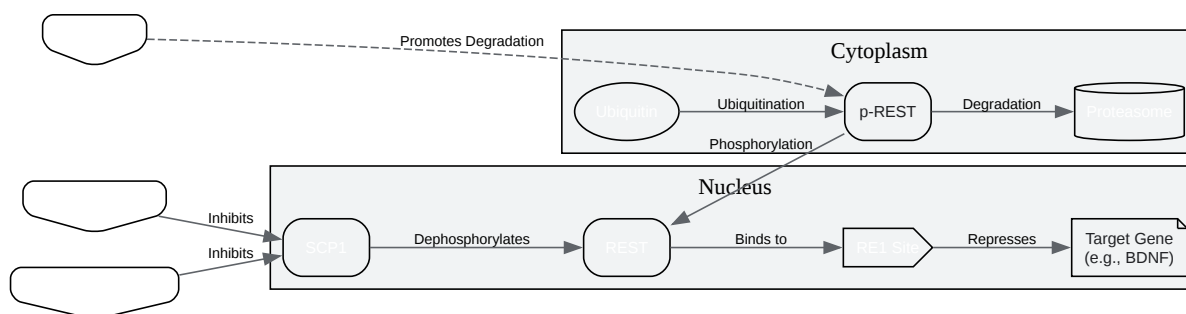 Promotes Degradation
Cytoplasm
Ubiquitin
Ubiquitination
p-REST
Degradation
Proteasome
Phosphorylation
Nucleus
Inhibits
Inhibits
SCP1
Dephosphorylates
REST
Binds to
RE1 Site
Represses
Target Gene
(e.g., BDNF)